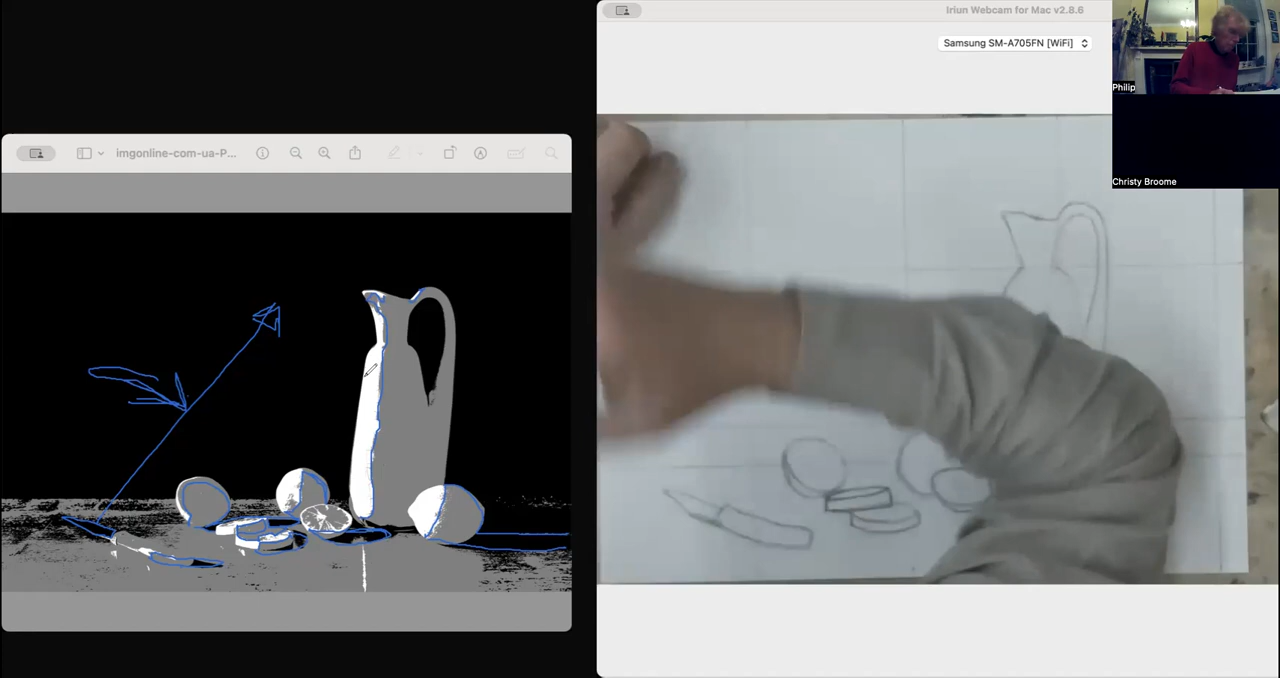 Iriun Webcam for Mac v2.8.6
Samsung SM-A705FN [WiFi]
Philip
imgonline-com-ua-P...
Christy Broome